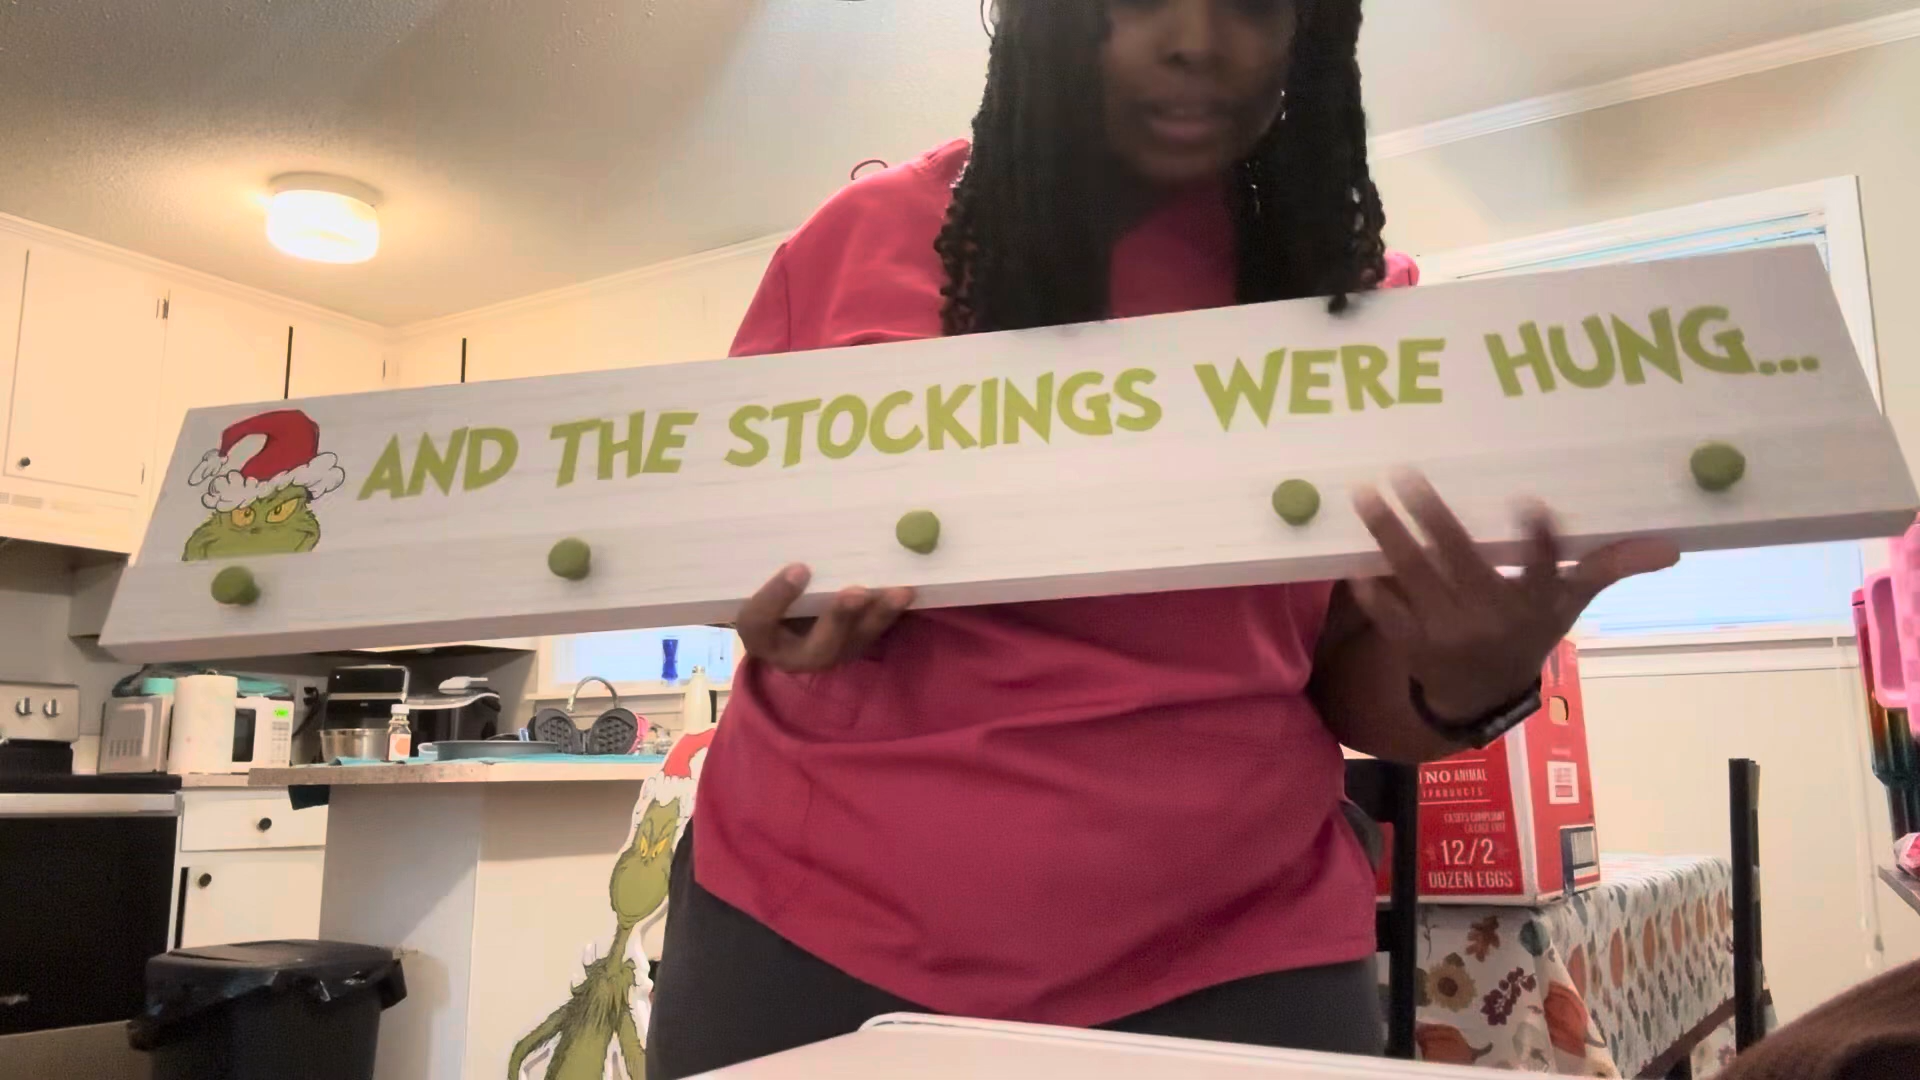 AND THE STOCKINGS WERE HUNG...
NO ANIMAL
PRODUCTS
12/2
DOZEN EGGS